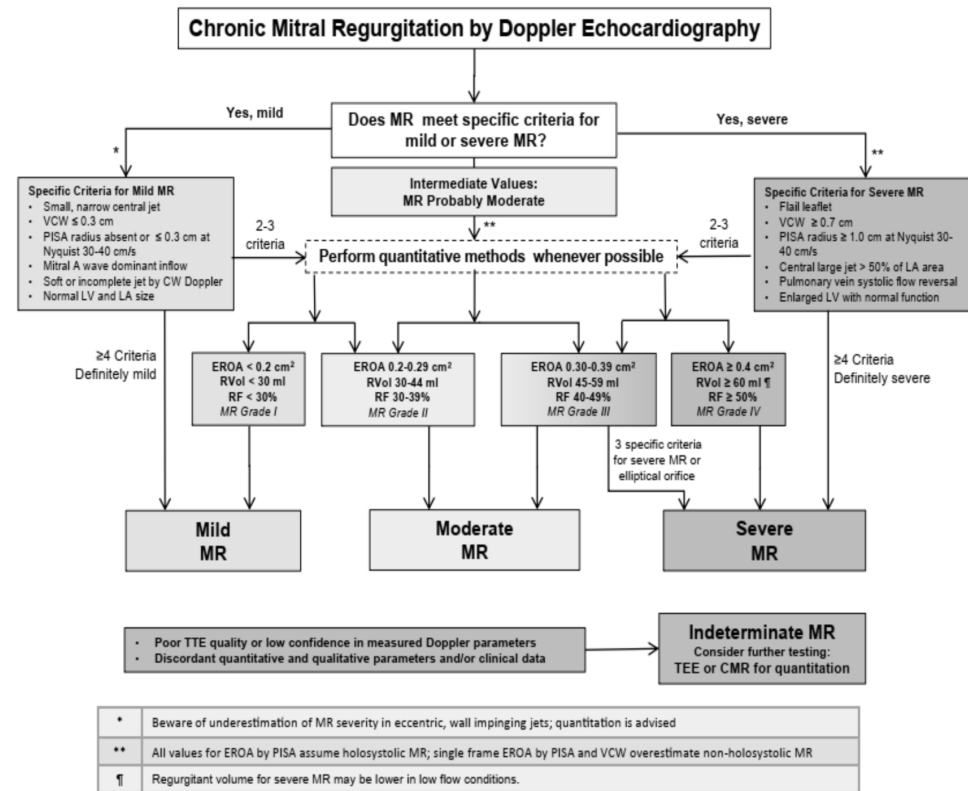 Chronic Mitral Regurgitation by Doppler Echocardiography
Yes, mild
Does MR meet specific criteria for
mild or severe MR?
Yes, severe
*
**
Specific Criteria for Mild MR
• Small, narrow central jet
• VCW ≤ 0.3 cm
• PISA radius absent or ≤ 0.3 cm at
Nyquist 30-40 cm/s
• Mitral A wave dominant inflow
• Soft or incomplete jet by CW Doppler
• Normal LV and LA size
Intermediate Values:
MR Probably Moderate
**
Specific Criteria for Severe MR
• Flail leaflet
• VCW ≥ 0.7 cm
• PISA radius ≥ 1.0 cm at Nyquist 30-
40 cm/s
• Central large jet > 50% of LA area
• Pulmonary vein systolic flow reversal
• Enlarged LV with normal function
2-3
criteria
Perform quantitative methods whenever possible
2-3
criteria
≥4 Criteria
Definitely mild
EROA < 0.2 cm²
RVol < 30 ml
RF < 30%
MR Grade I
EROA 0.2-0.29 cm²
RVol 30-44 ml
RF 30-39%
MR Grade II
EROA 0.30-0.39 cm²
RVol 45-59 ml
RF 40-49%
MR Grade III
EROA ≥ 0.4 cm²
RVol ≥ 60 ml ¶
RF ≥ 50%
MR Grade IV
≥4 Criteria
Definitely severe
3 specific criteria
for severe MR or
elliptical orifice
Mild
MR
Moderate
MR
Severe
MR
• Poor TTE quality or low confidence in measured Doppler parameters
• Discordant quantitative and qualitative parameters and/or clinical data
Indeterminate MR
Consider further testing:
TEE or CMR for quantitation
* Beware of underestimation of MR severity in eccentric, wall impinging jets; quantitation is advised
** All values for EROA by PISA assume holosystolic MR; single frame EROA by PISA and VCW overestimate non-holosystolic MR
¶ Regurgitant volume for severe MR may be lower in low flow conditions.